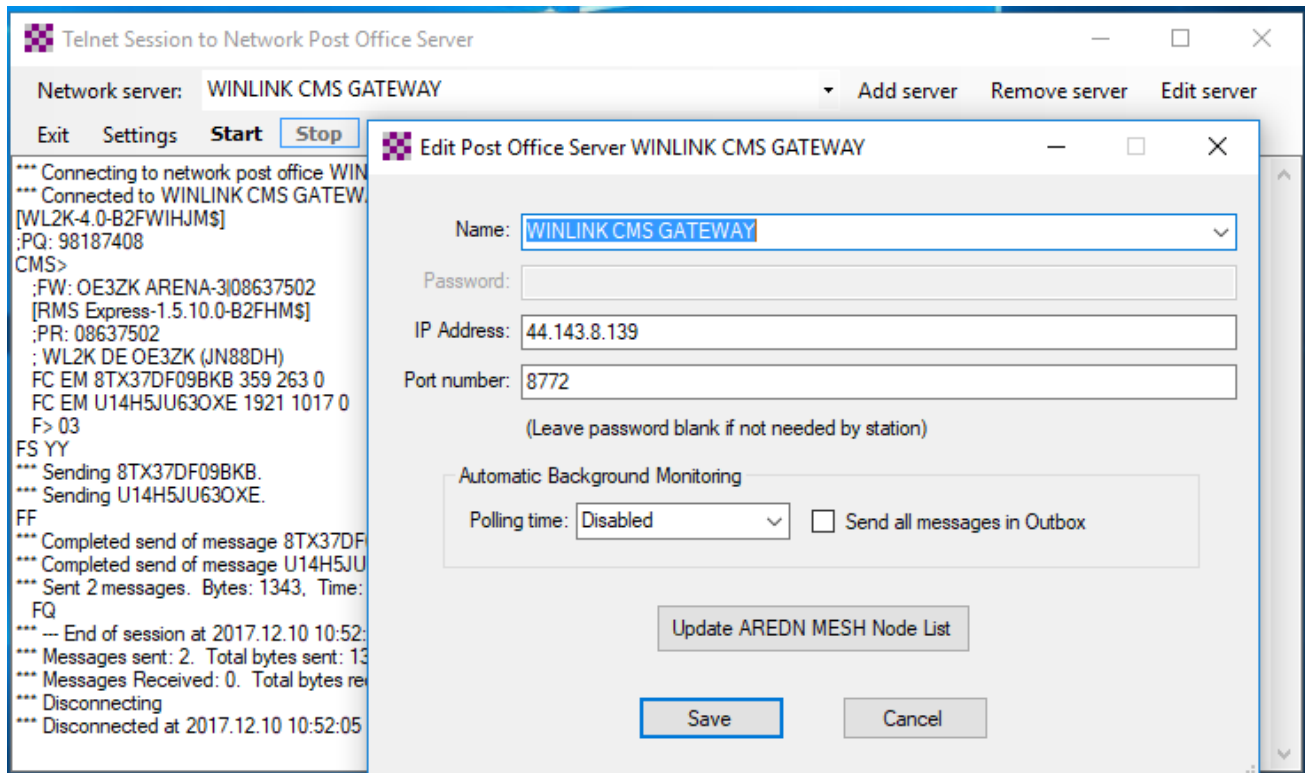 Telnet Session to Network Post Office Server
Network server: WINLINK CMS GATEWAY Add server Remove server Edit server
Exit Settings Start Stop
*** Connecting to network post office WIN
*** Connected to WINLINK CMS GATEW
[WL2K-4.0-B2FWIHJM$]
;PQ: 98187408
CMS>
;FW: OE3ZK ARENA-3|08637502
[RMS Express-1.5.10.0-B2FHM$]
;PR: 08637502
; WL2K DE OE3ZK (JN88DH)
FC EM 8TX37DF09BKB 359 263 0
FC EM U14H5JU63OXE 1921 1017 0
F> 03
FS YY
*** Sending 8TX37DF09BKB.
*** Sending U14H5JU63OXE.
FF
*** Completed send of message 8TX37DF
*** Completed send of message U14H5JU
*** Sent 2 messages. Bytes: 1343, Time:
FQ
*** --- End of session at 2017.12.10 10:52:
*** Messages sent: 2. Total bytes sent: 13
*** Messages Received: 0. Total bytes re
*** Disconnecting
*** Disconnected at 2017.12.10 10:52:05
Edit Post Office Server WINLINK CMS GATEWAY
Name: WINLINK CMS GATEWAY
Password:
IP Address: 44.143.8.139
Port number: 8772
(Leave password blank if not needed by station)
Automatic Background Monitoring
Polling time: Disabled Send all messages in Outbox
Update AREDN MESH Node List
Save Cancel